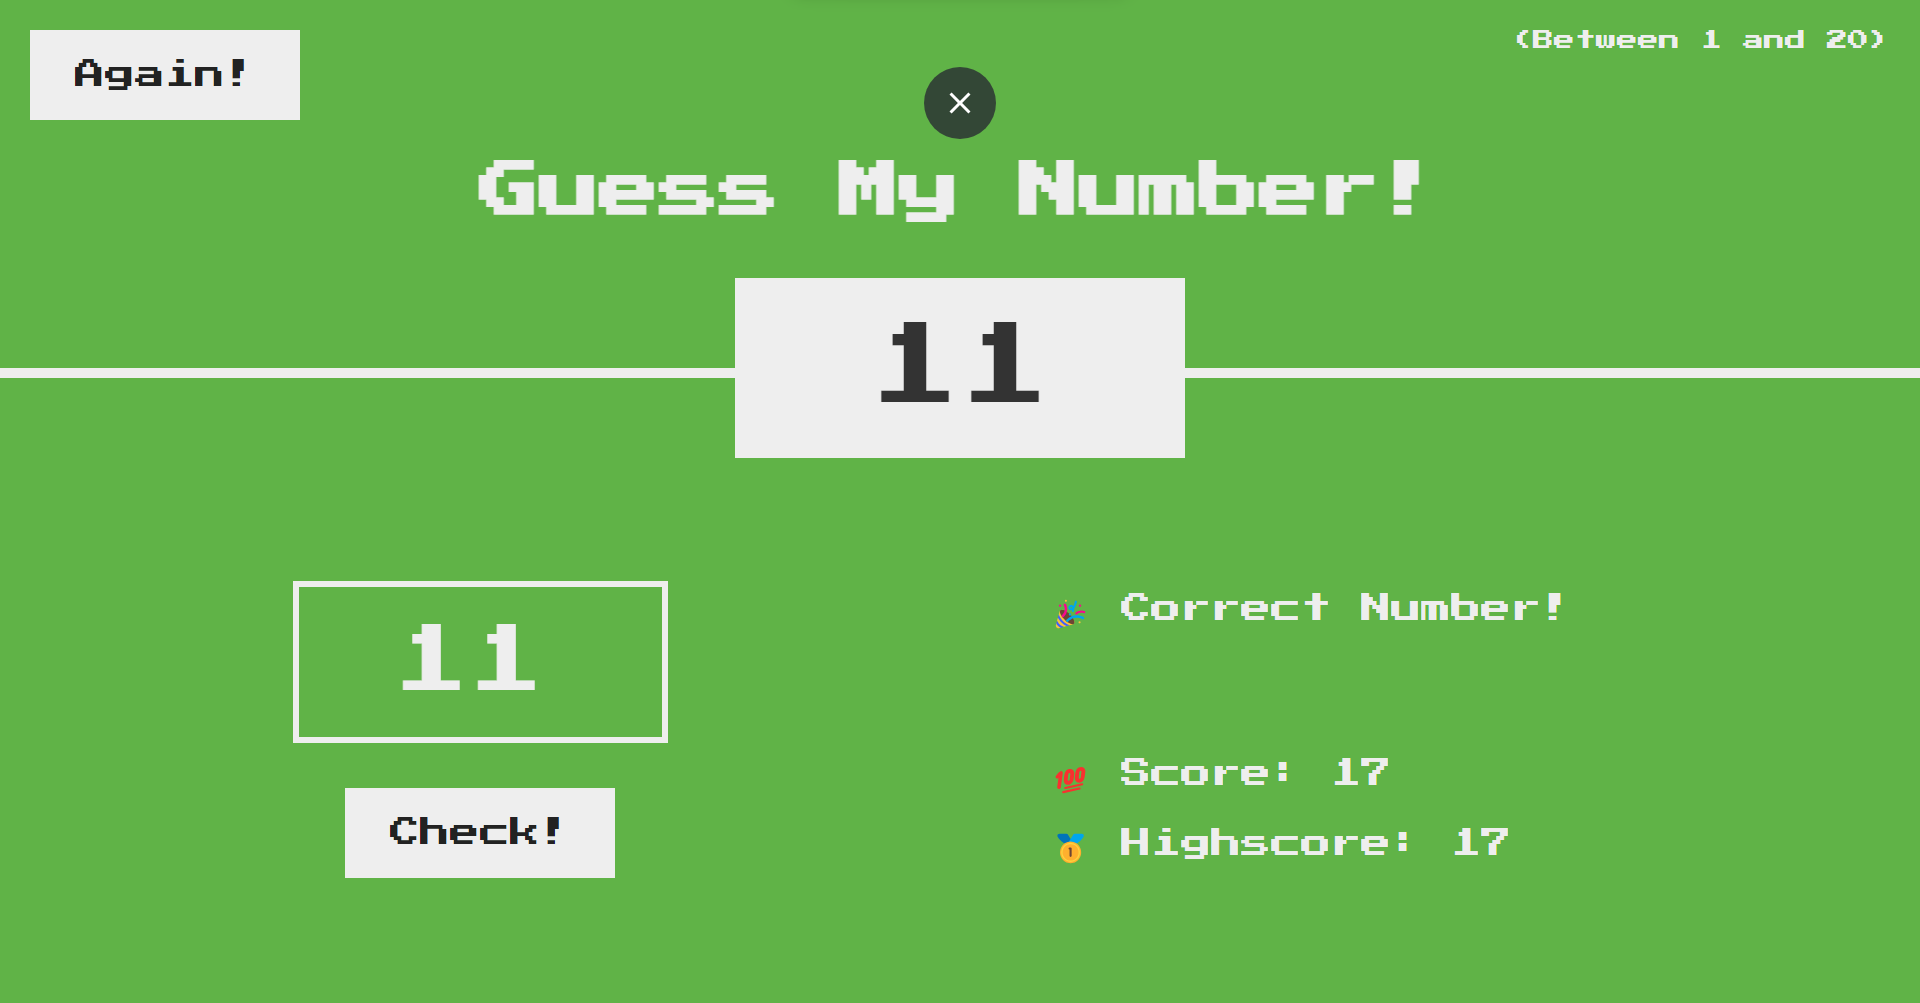 Again!
(Between 1 and 20)
Guess My Number!
11
11
Check!
🎉 Correct Number!
💯 Score: 17
🥇 Highscore: 17